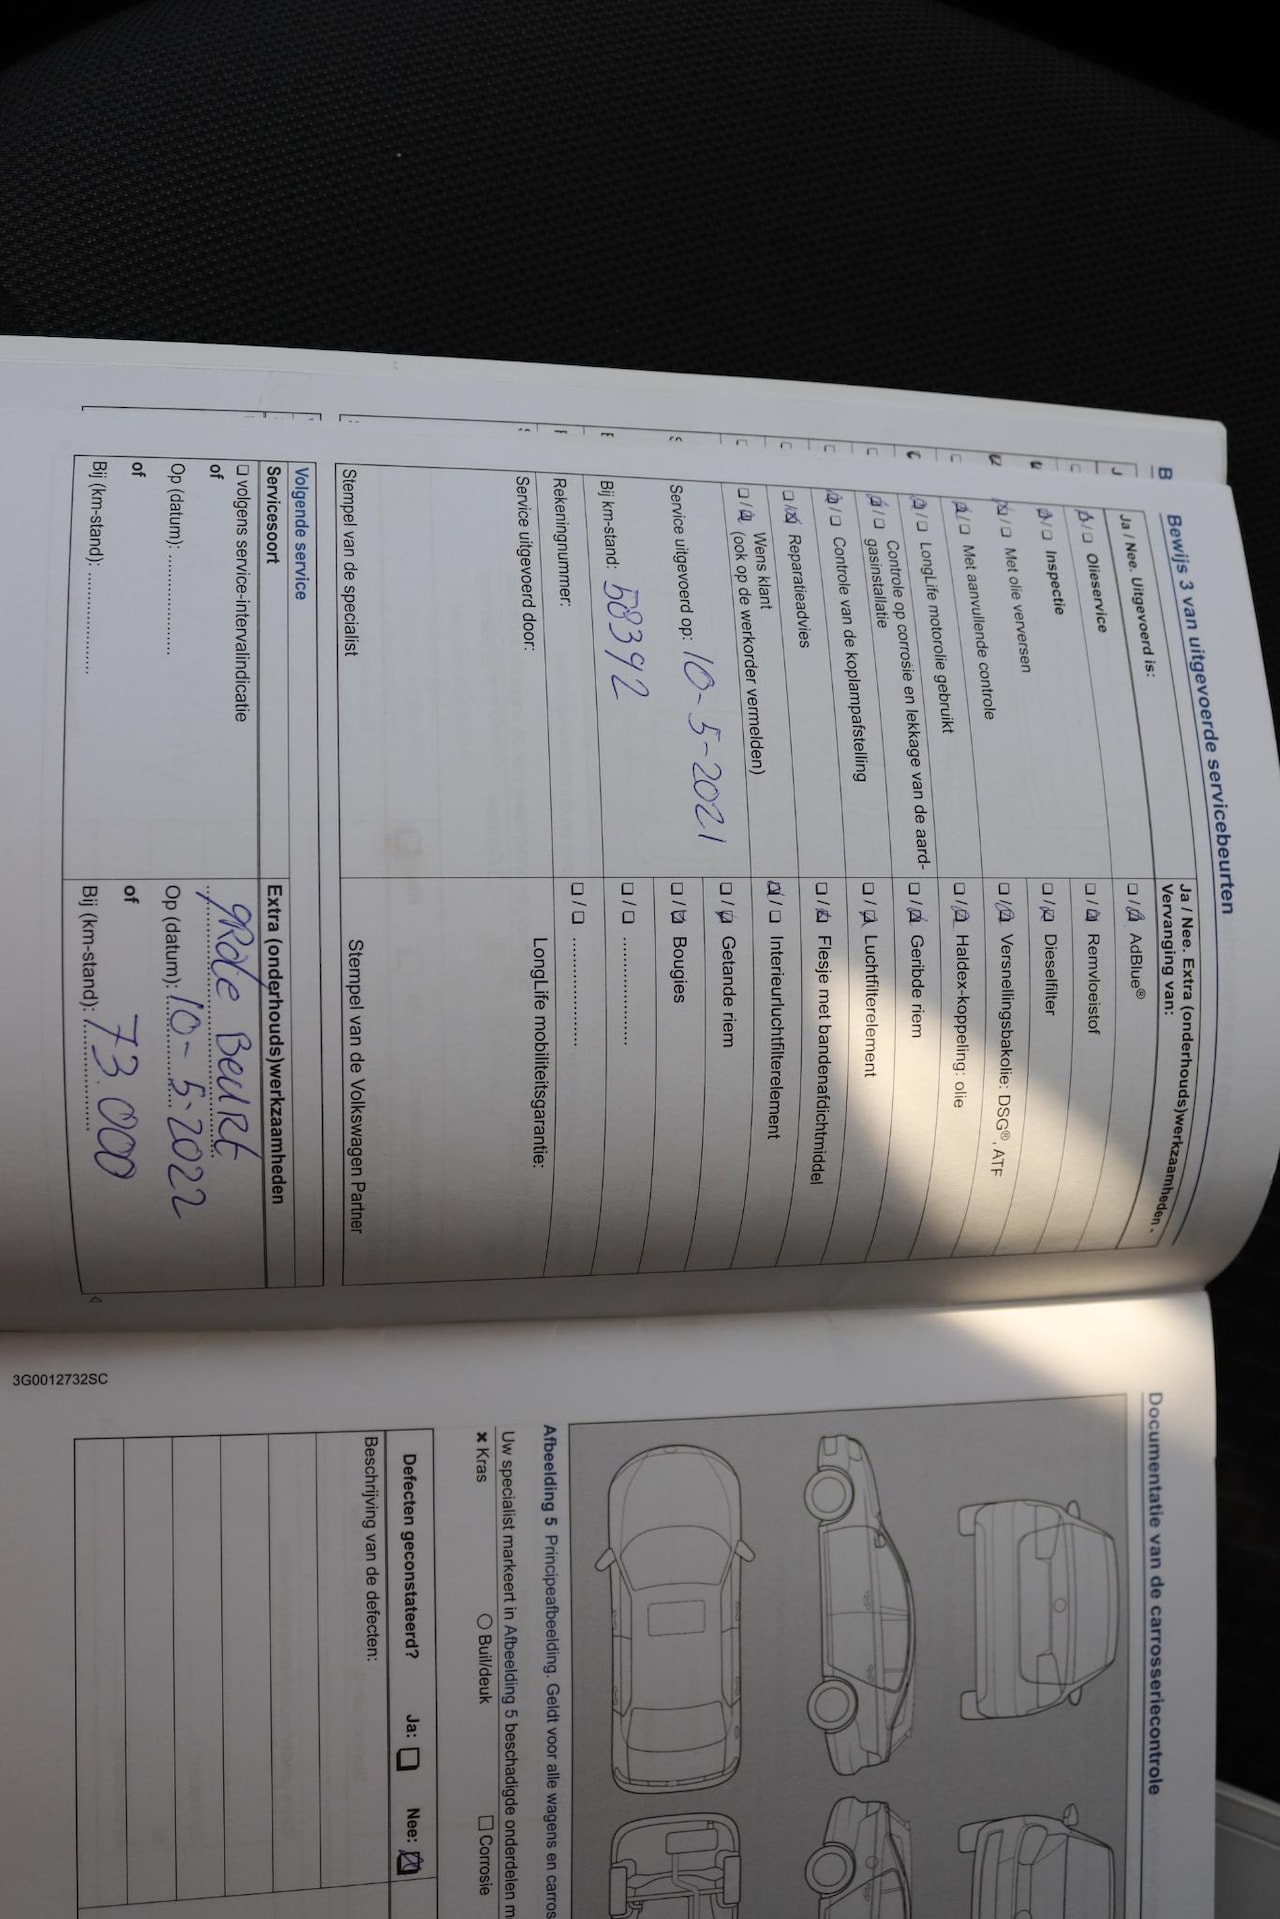 Bewijs 3 van uitgevoerde servicebeurten
Ja / Nee. Uitgevoerd is:
☒ / ☐ Olieservice
☒ / ☐ Inspectie
☒ / ☐ Met olie verversen
☒ / ☐ Met aanvullende controle
☒ / ☐ LongLife motorolie gebruikt
☒ / ☐ Controle op corrosie en lekkage van de aard-
gasinstallatie
☒ / ☐ Controle van de koplampafstelling
☐ / ☒ Reparatieadvies
☐ / ☒ Wens klant
(ook op de werkorder vermelden)
Service uitgevoerd op: 10-5-2021
Bij km-stand: 58392
Rekeningnummer:
Service uitgevoerd door:
Stempel van de specialist
Ja / Nee. Extra (onderhouds)werkzaamheden -
Vervanging van:
☐ / ☒ AdBlue®
☐ / ☒ Remvloeistof
☐ / ☒ Dieselfilter
☐ / ☒ Versnellingsbakolie: DSG®, ATF
☐ / ☒ Haldex-koppeling: olie
☐ / ☒ Geribde riem
☐ / ☒ Luchtfilterelement
☐ / ☒ Flesje met bandenafdichtmiddel
☒ / ☐ Interieurluchtfilterelement
☐ / ☒ Getande riem
☐ / ☒ Bougies
☐ / ☐ ....................
☐ / ☐ ....................
LongLife mobiliteitsgarantie:
Stempel van de Volkswagen Partner
Volgende service
Servicesoort
☐ volgens service-intervalindicatie
of
Op (datum): ....................
of
Bij (km-stand): ....................
Extra (onderhouds)werkzaamheden
gRote BeuRt
Op (datum): 10-5-2022
of
Bij (km-stand): 73.000
3G0012732SC
Documentatie van de carrosseriecontrole
Afbeelding 5 Principeafbeelding. Geldt voor alle wagens en carros
Uw specialist markeert in Afbeelding 5 beschadigde onderdelen m
✖ Kras ○ Buil/deuk ☐ Corrosie
Defecten geconstateerd? Ja: ☐ Nee: ☒
Beschrijving van de defecten: